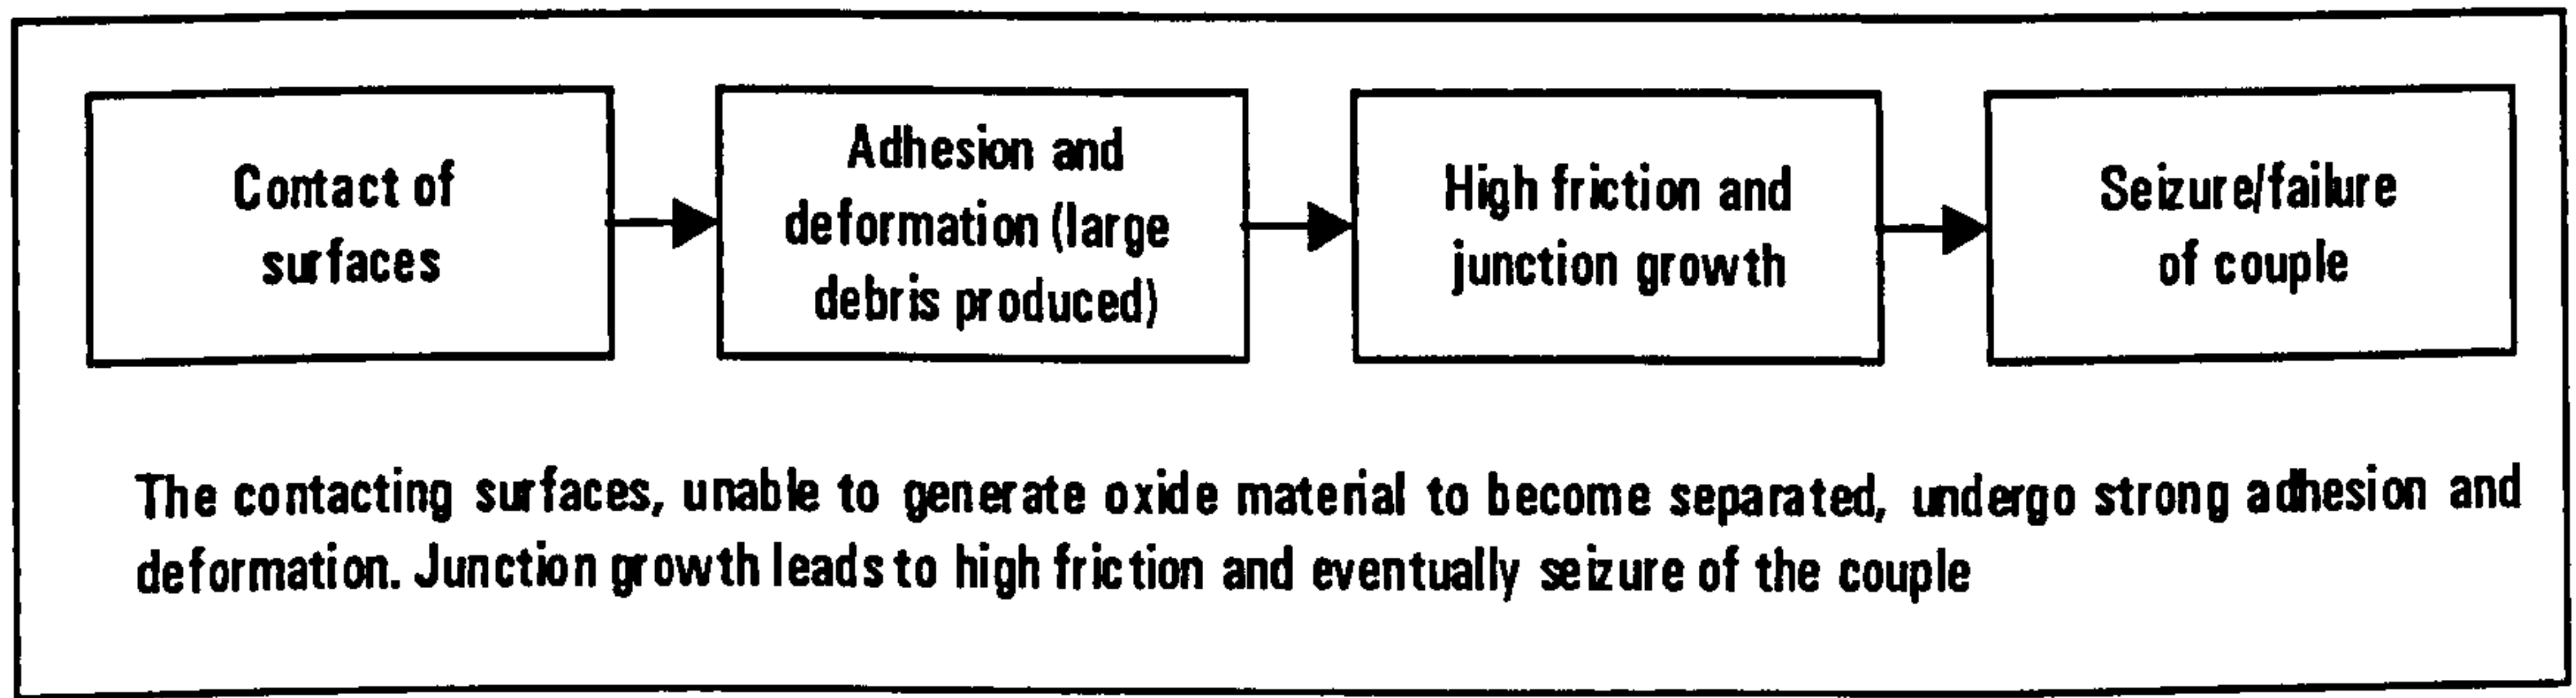 Contact of
surfaces
Adhesion and
deformation (large
debris produced)
High friction and
junction growth
Seizure/failure
of couple
The contacting surfaces, unable to generate oxide material to become separated, undergo strong adhesion and
deformation. Junction growth leads to high friction and eventually seizure of the couple